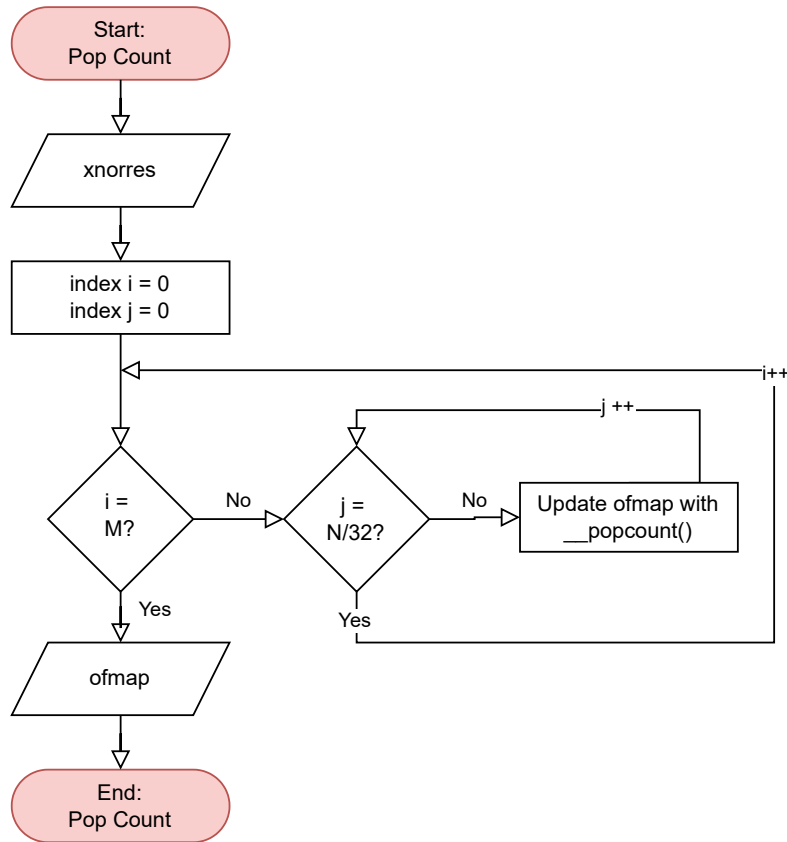 Start:
Pop Count
xnorres
index i = 0
index j = 0
i++
j ++
i =
M?
No
j =
N/32?
No
Update ofmap with
__popcount()
Yes
Yes
ofmap
End:
Pop Count